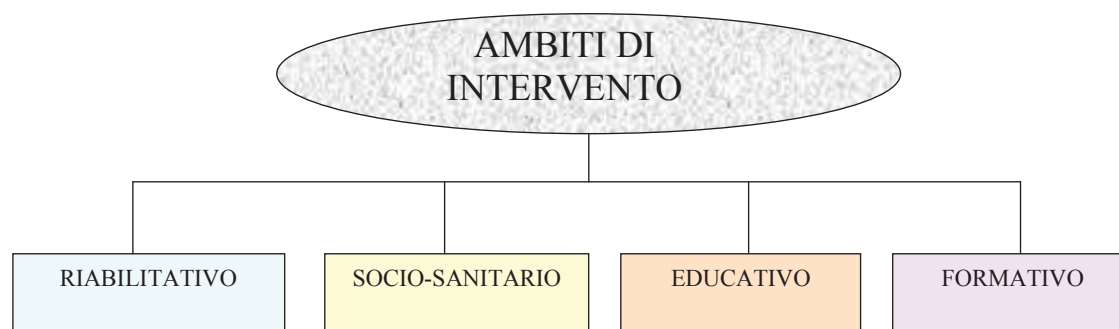 AMBITI DI
INTERVENTO
RIABILITATIVO
SOCIO-SANITARIO
EDUCATIVO
FORMATIVO